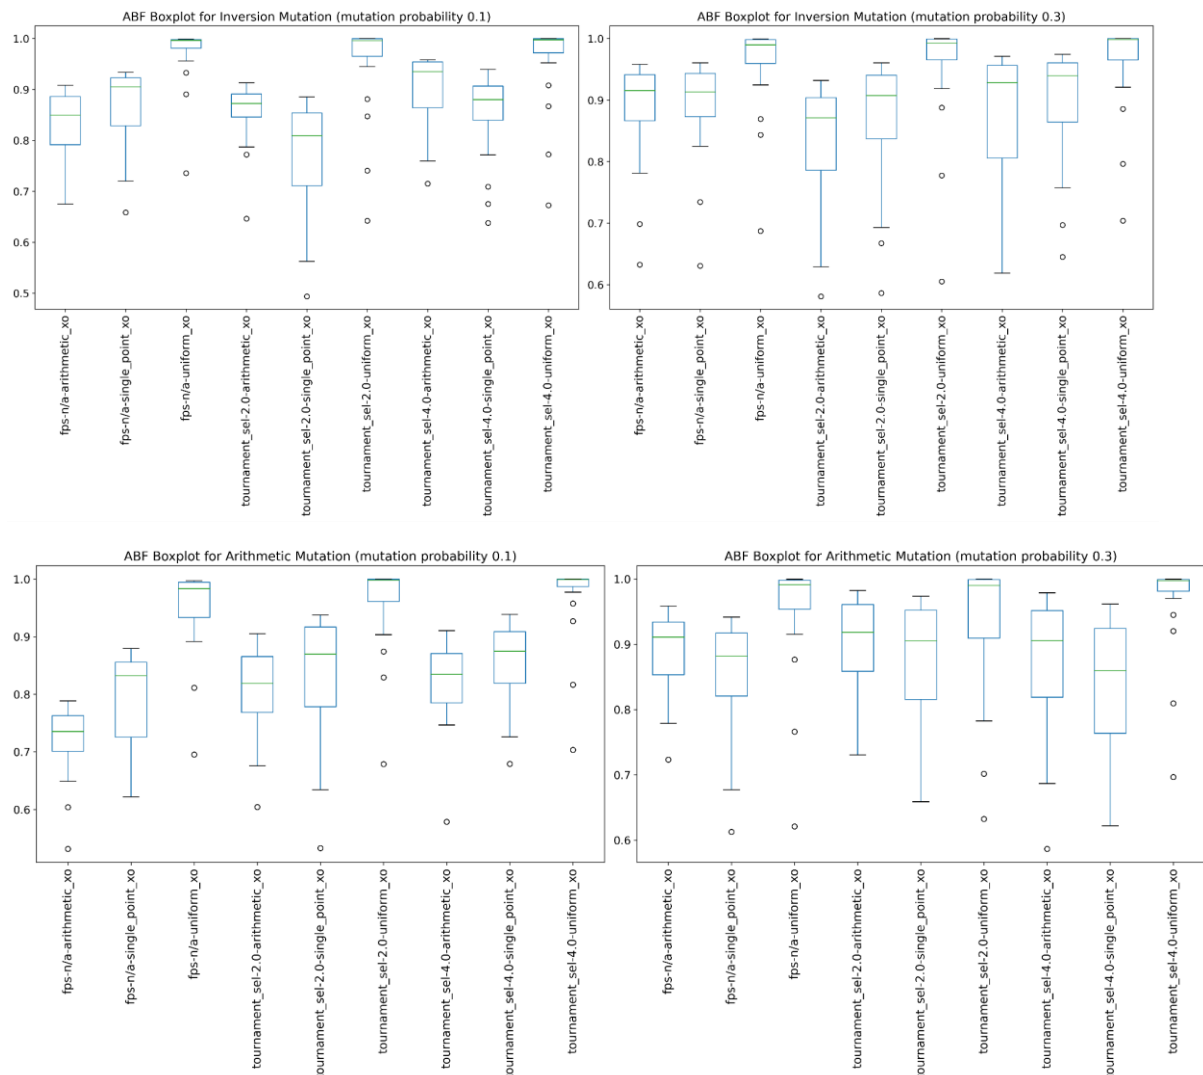 ABF Boxplot for Inversion Mutation (mutation probability 0.1)
1.0
0.9
0.8
0.7
0.6
0.5
fps-n/a-arithmetic_xo
fps-n/a-single_point_xo
fps-n/a-uniform_xo
tournament_sel-2.0-arithmetic_xo
tournament_sel-2.0-single_point_xo
tournament_sel-2.0-uniform_xo
tournament_sel-4.0-arithmetic_xo
tournament_sel-4.0-single_point_xo
tournament_sel-4.0-uniform_xo
ABF Boxplot for Inversion Mutation (mutation probability 0.3)
1.0
0.9
0.8
0.7
0.6
fps-n/a-arithmetic_xo
fps-n/a-single_point_xo
fps-n/a-uniform_xo
tournament_sel-2.0-arithmetic_xo
tournament_sel-2.0-single_point_xo
tournament_sel-2.0-uniform_xo
tournament_sel-4.0-arithmetic_xo
tournament_sel-4.0-single_point_xo
tournament_sel-4.0-uniform_xo
ABF Boxplot for Arithmetic Mutation (mutation probability 0.1)
1.0
0.9
0.8
0.7
0.6
fps-n/a-arithmetic_xo
fps-n/a-single_point_xo
fps-n/a-uniform_xo
tournament_sel-2.0-arithmetic_xo
ournament_sel-2.0-single_point_xo
tournament_sel-2.0-uniform_xo
tournament_sel-4.0-arithmetic_xo
ournament_sel-4.0-single_point_xo
tournament_sel-4.0-uniform_xo
ABF Boxplot for Arithmetic Mutation (mutation probability 0.3)
1.0
0.9
0.8
0.7
0.6
fps-n/a-arithmetic_xo
fps-n/a-single_point_xo
fps-n/a-uniform_xo
tournament_sel-2.0-arithmetic_xo
ournament_sel-2.0-single_point_xo
tournament_sel-2.0-uniform_xo
tournament_sel-4.0-arithmetic_xo
ournament_sel-4.0-single_point_xo
tournament_sel-4.0-uniform_xo